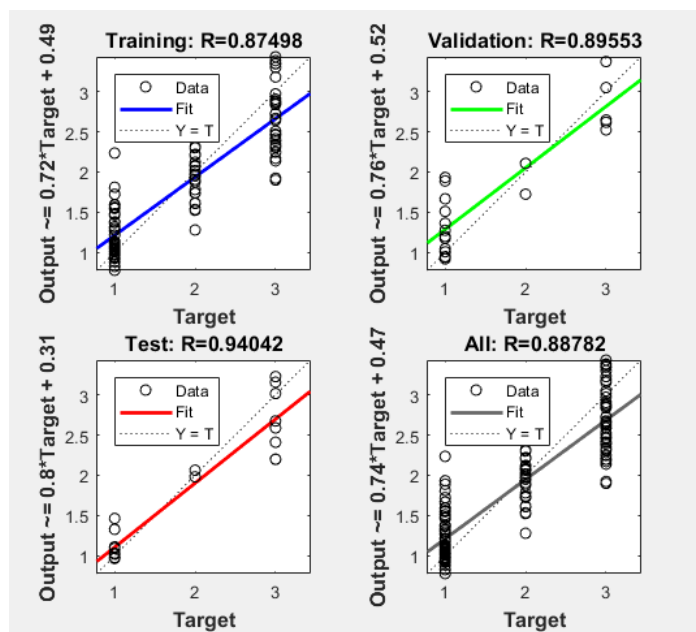 Training: R=0.87498
Output ~= 0.72*Target + 0.49
3
2.5
2
1.5
1
Data
Fit
Y = T
1 2 3
Target
Validation: R=0.89553
Output ~= 0.76*Target + 0.52
3
2.5
2
1.5
1
Data
Fit
Y = T
1 2 3
Target
Test: R=0.94042
Output ~= 0.8*Target + 0.31
3
2.5
2
1.5
1
Data
Fit
Y = T
1 2 3
Target
All: R=0.88782
Output ~= 0.74*Target + 0.47
3
2.5
2
1.5
1
Data
Fit
Y = T
1 2 3
Target